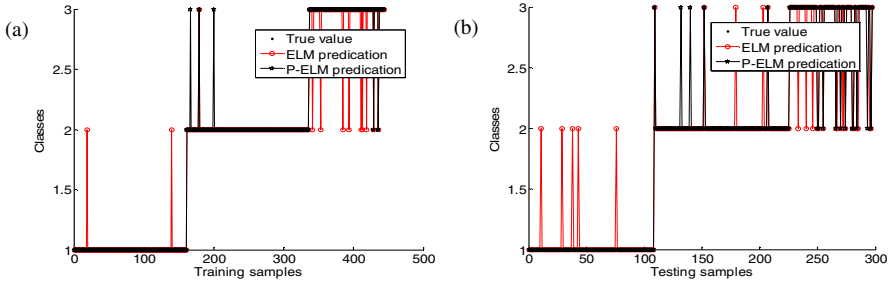 (a)
3
2.5
2
1.5
1
Classes
True value
ELM predication
P-ELM predication
0
100
200
300
400
500
Training samples
(b)
3
2.5
2
1.5
1
Classes
True value
ELM predication
P-ELM predication
0
50
100
150
200
250
300
Testing samples